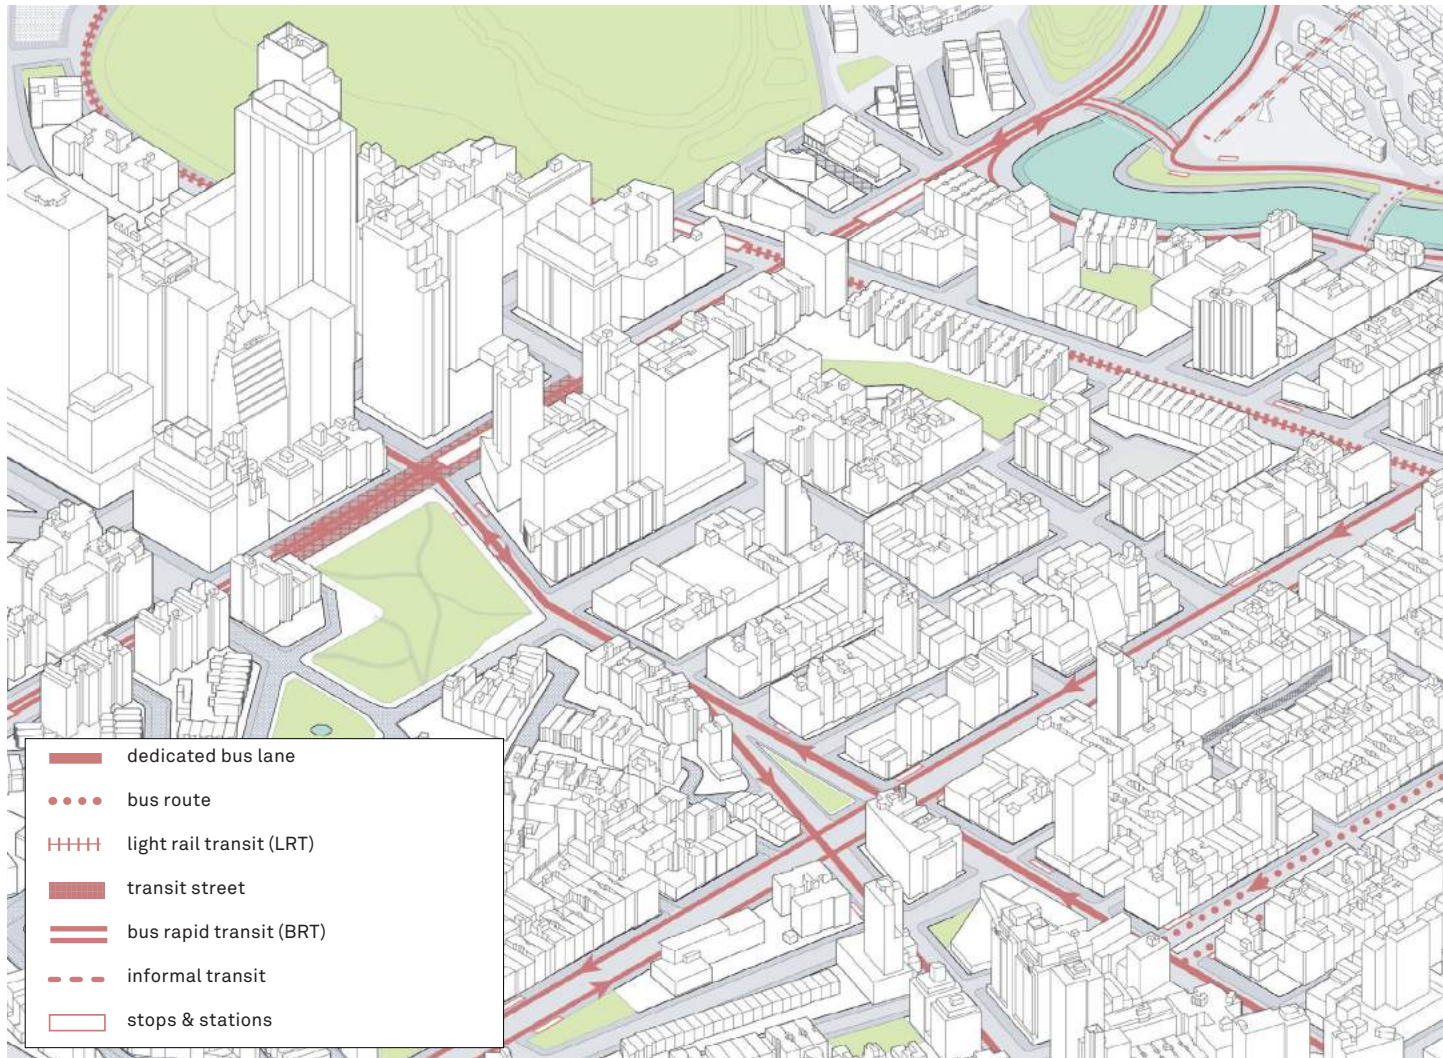 dedicated bus lane
bus route
light rail transit (LRT)
transit street
bus rapid transit (BRT)
informal transit
stops & stations